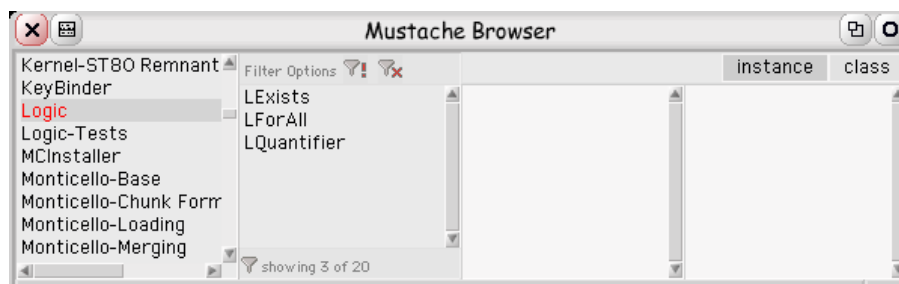 Mustache Browser
Kernel-ST80 Remnant
KeyBinder
Logic
Logic-Tests
MCInstaller
Monticello-Base
Monticello-Chunk Form
Monticello-Loading
Monticello-Merging
Filter Options
LExists
LForAll
LQuantifier
showing 3 of 20
instance class